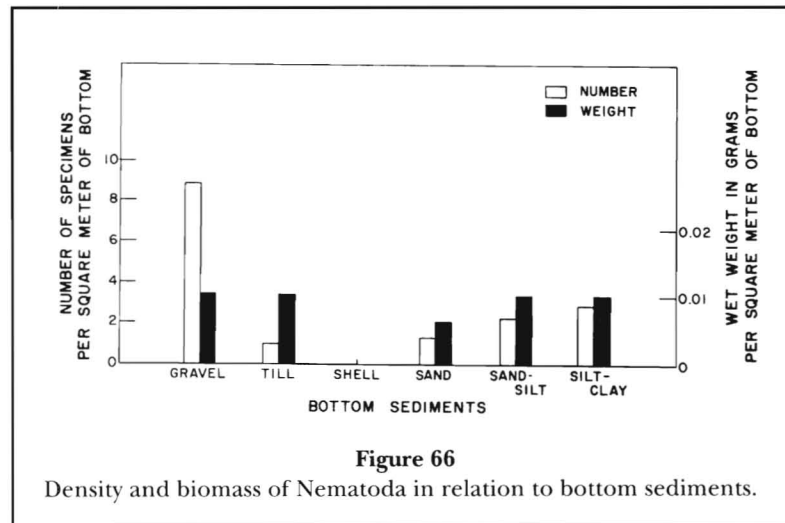 NUMBER OF SPECIMENS
PER SQUARE METER OF BOTTOM
10
8
6
4
2
0
NUMBER
WEIGHT
0.02
0.01
0
WET WEIGHT IN GRAMS
PER SQUARE METER OF BOTTOM
GRAVEL TILL SHELL SAND SAND- SILT-
SILT CLAY
BOTTOM SEDIMENTS
Figure 66
Density and biomass of Nematoda in relation to bottom sediments.